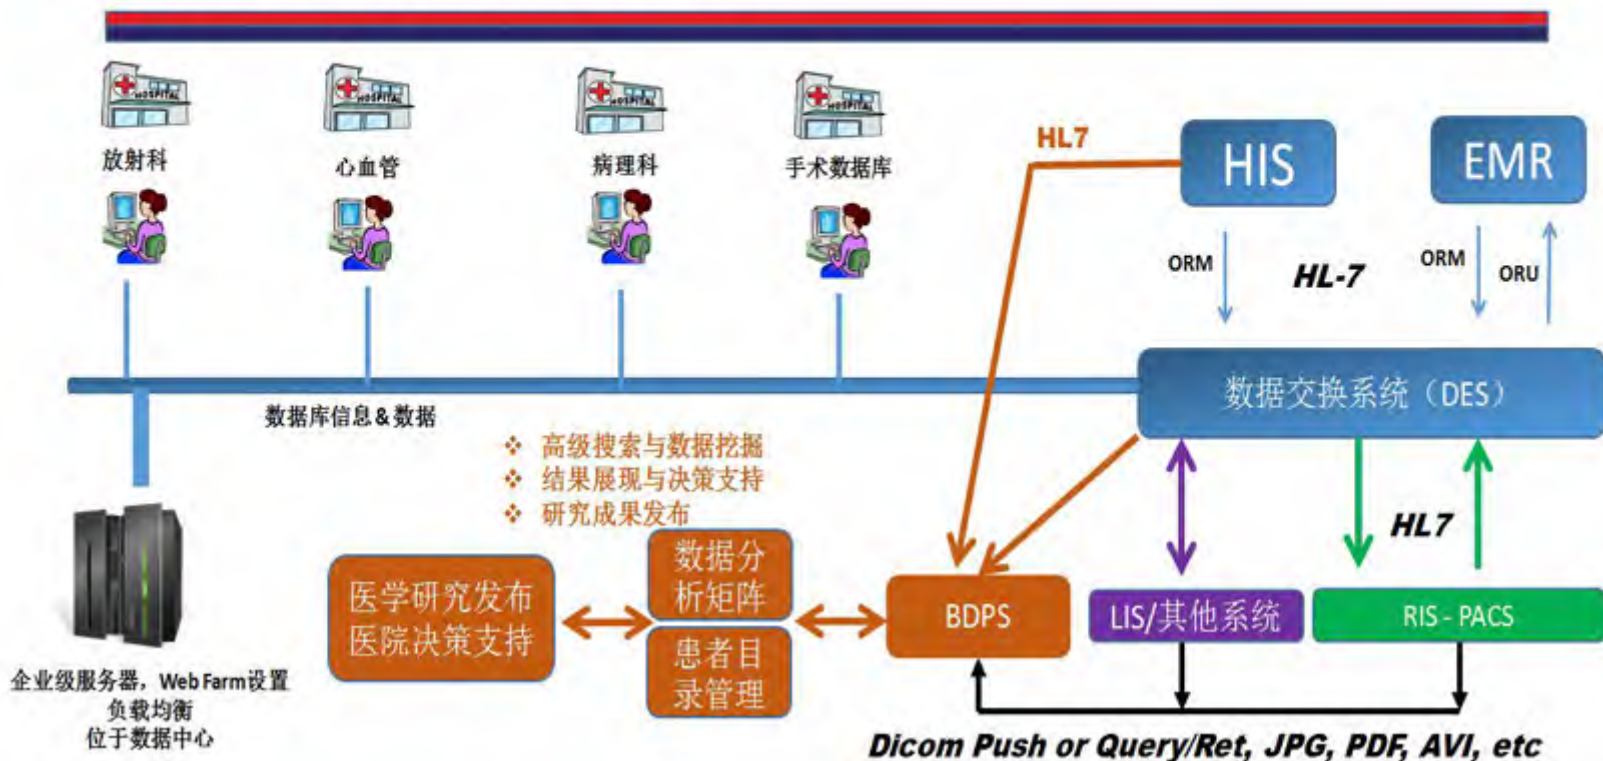 HOSPITAL
HOSPITAL
HOSPITAL
HOSPITAL
放射科
心血管
病理科
手术数据库
HL7
HIS
EMR
ORM
HL-7
ORM
ORU
数据交换系统（DES）
数据库信息&数据
❖ 高级搜索与数据挖掘
❖ 结果展现与决策支持
❖ 研究成果发布
HL7
医学研究发布
医院决策支持
数据分
析矩阵
患者目
录管理
BDPS
LIS/其他系统
RIS - PACS
企业级服务器，Web Farm设置
负载均衡
位于数据中心
Dicom Push or Query/Ret, JPG, PDF, AVI, etc